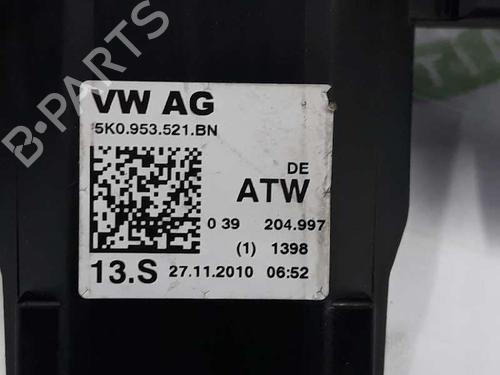 B-PARTS
VW AG
5K0.953.521.BN
DE
ATW
0 39 204.997
(1) 1398
13.S 27.11.2010 06:52